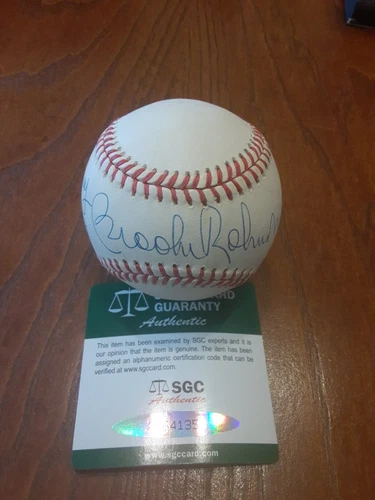 Brooks Robins
GUARANTY
Authentic
This item has been examined by SGC experts and it is
our opinion that the item is genuine. The item has been
assigned an alphanumeric certification code that can be
verified at www.sgccard.com.
SGC
Authentic
www.sgccard.com